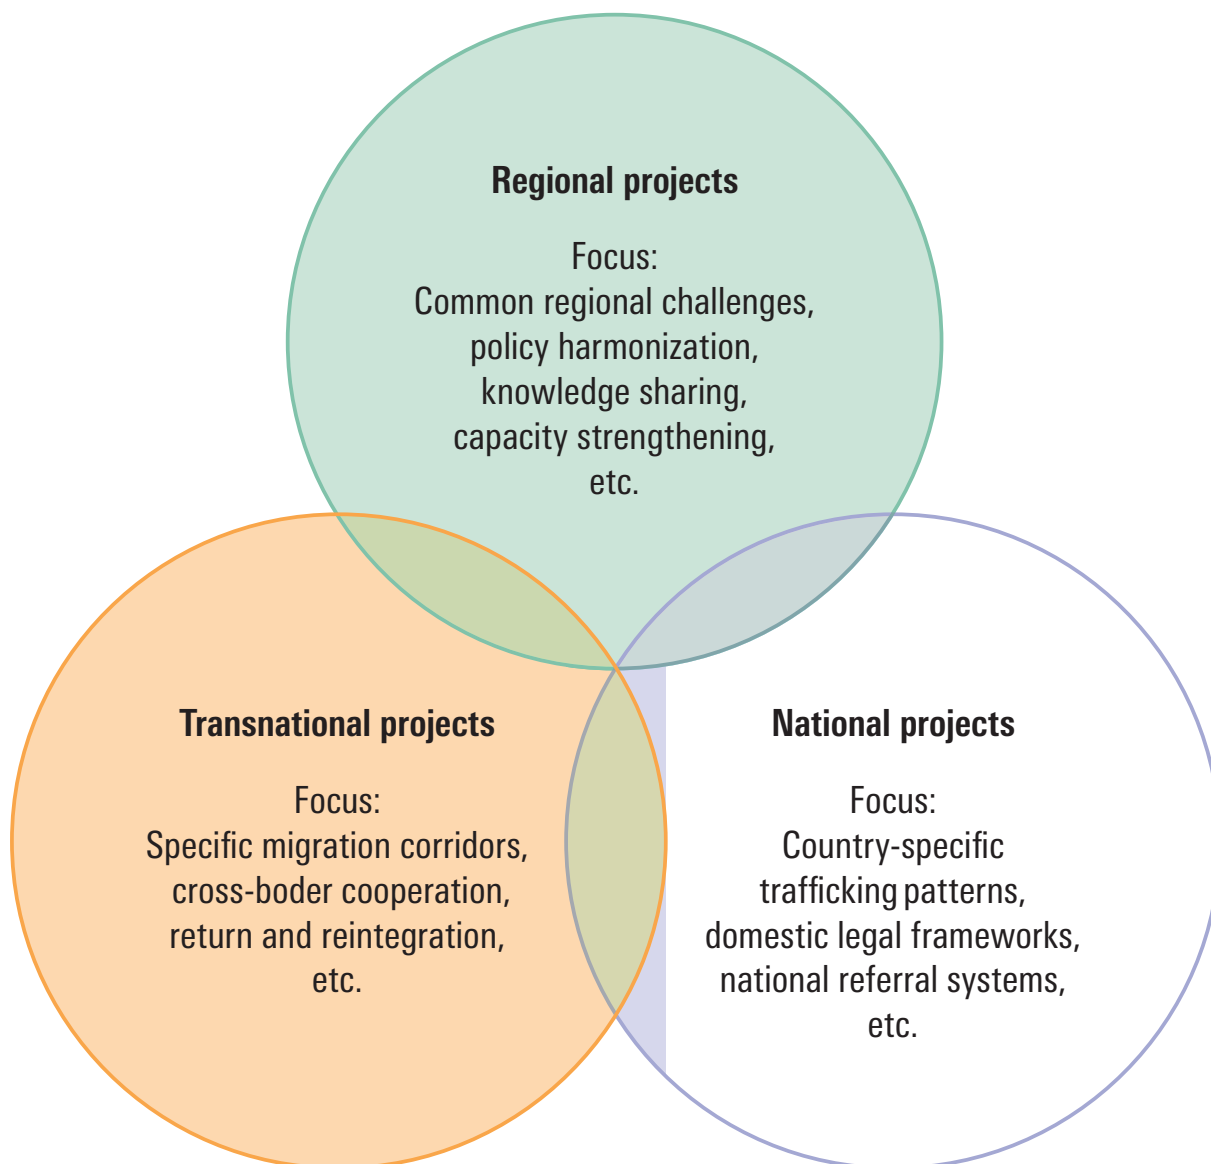 Regional projects
Focus:
Common regional challenges,
policy harmonization,
knowledge sharing,
capacity strengthening,
etc.
Transnational projects
Focus:
Specific migration corridors,
cross-boder cooperation,
return and reintegration,
etc.
National projects
Focus:
Country-specific
trafficking patterns,
domestic legal frameworks,
national referral systems,
etc.